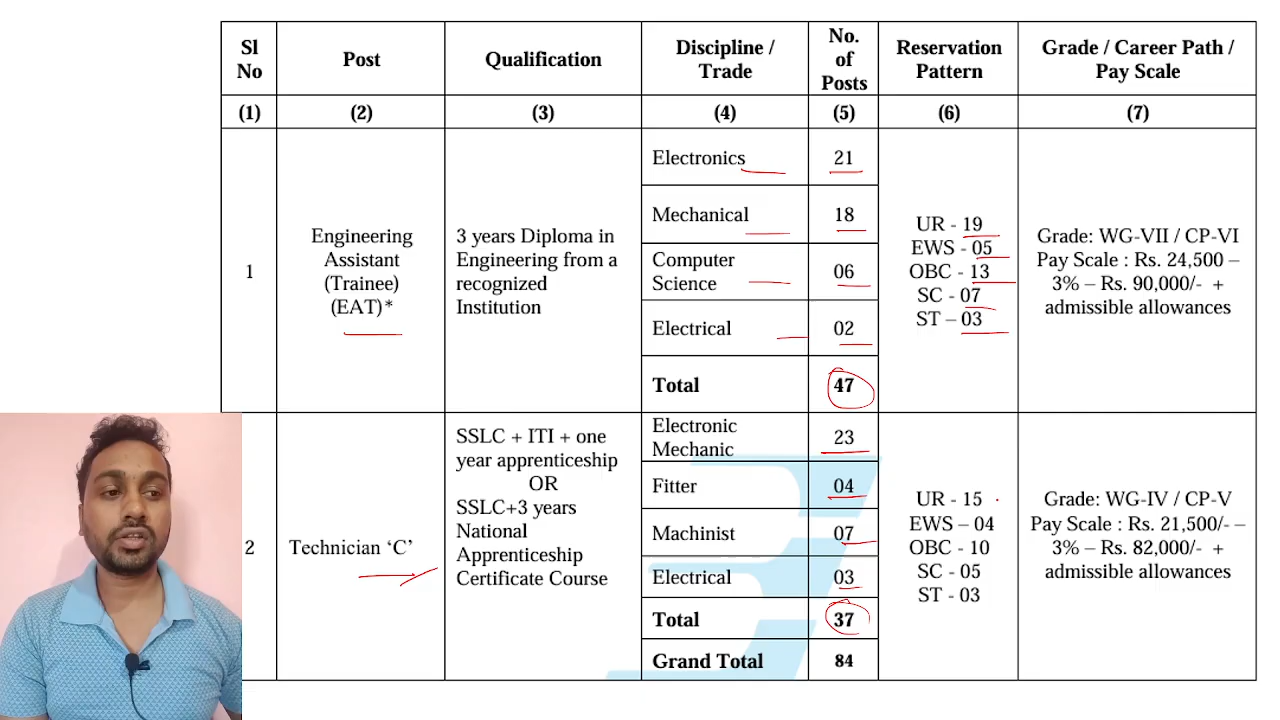 Sl No
Post
Qualification
Discipline / Trade
No. of Posts
Reservation Pattern
Grade / Career Path / Pay Scale
(1)
(2)
(3)
(4)
(5)
(6)
(7)
1
Engineering
Assistant
(Trainee)
(EAT)*
3 years Diploma in
Engineering from a
recognized
Institution
Electronics
21
Mechanical
18
Computer
Science
06
Electrical
02
Total
47
UR - 19
EWS - 05
OBC - 13
SC - 07
ST – 03
Grade: WG-VII / CP-VI
Pay Scale : Rs. 24,500 –
3% – Rs. 90,000/- +
admissible allowances
2
Technician ‘C’
SSLC + ITI + one
year apprenticeship
OR
SSLC+3 years
National
Apprenticeship
Certificate Course
Electronic
Mechanic
23
Fitter
04
Machinist
07
Electrical
03
Total
37
Grand Total
84
UR - 15
EWS – 04
OBC - 10
SC - 05
ST - 03
Grade: WG-IV / CP-V
Pay Scale : Rs. 21,500/- –
3% – Rs. 82,000/- +
admissible allowances